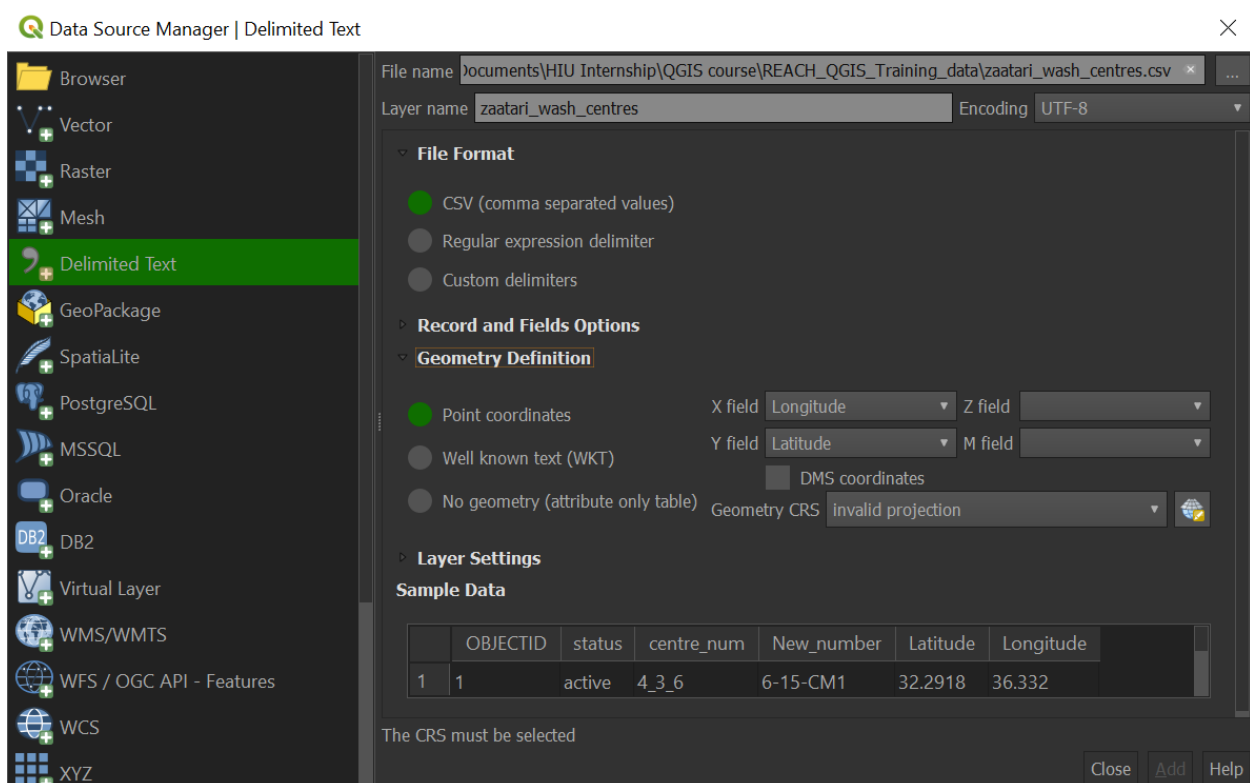 Data Source Manager | Delimited Text
Browser
Vector
Raster
Mesh
Delimited Text
GeoPackage
SpatiaLite
PostgreSQL
MSSQL
Oracle
DB2 DB2
Virtual Layer
WMS/WMTS
WFS / OGC API - Features
WCS
XYZ
File name Documents\HIU Internship\QGIS course\REACH_QGIS_Training_data\zaatari_wash_centres.csv ...
Layer name zaatari_wash_centres Encoding UTF-8
File Format
CSV (comma separated values)
Regular expression delimiter
Custom delimiters
Record and Fields Options
Geometry Definition
Point coordinates
Well known text (WKT)
No geometry (attribute only table)
X field Longitude Z field
Y field Latitude M field
DMS coordinates
Geometry CRS invalid projection
Layer Settings
Sample Data
OBJECTID status centre_num New_number Latitude Longitude
1 1 active 4_3_6 6-15-CM1 32.2918 36.332
The CRS must be selected
Close Add Help